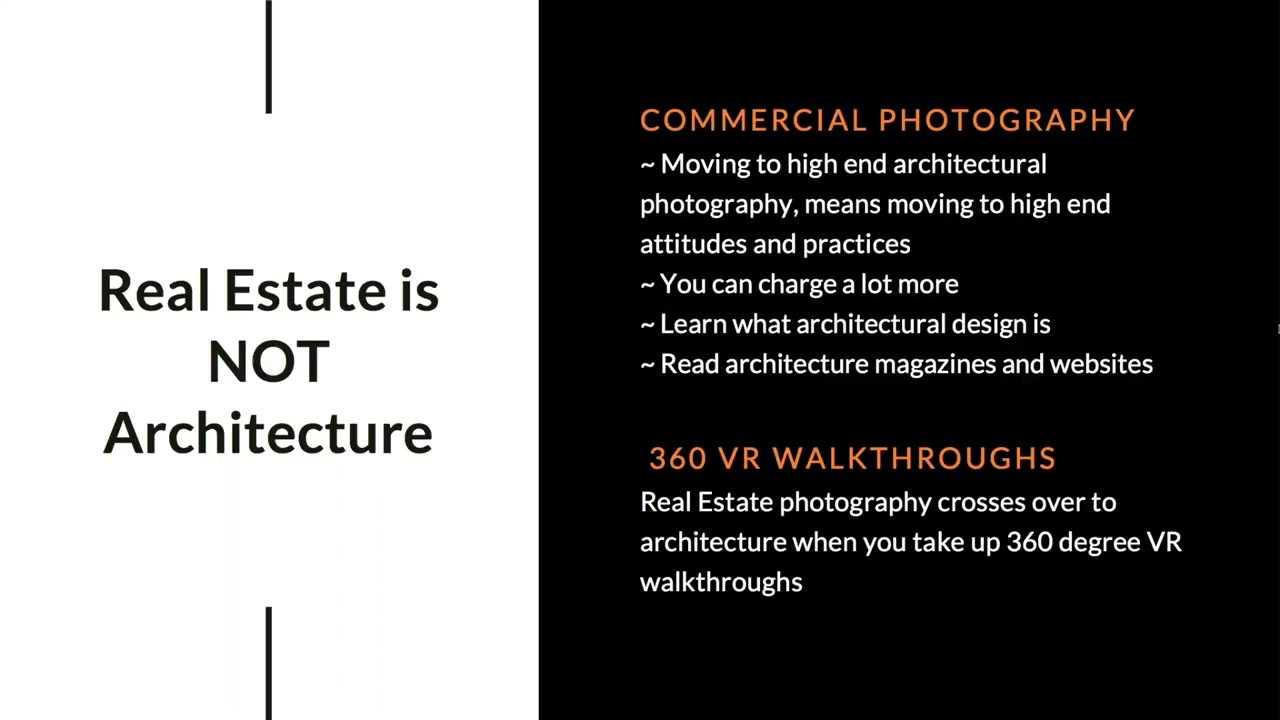 Real Estate is
NOT
Architecture
COMMERCIAL PHOTOGRAPHY
~ Moving to high end architectural
photography, means moving to high end
attitudes and practices
~ You can charge a lot more
~ Learn what architectural design is
~ Read architecture magazines and websites
360 VR WALKTHROUGHS
Real Estate photography crosses over to
architecture when you take up 360 degree VR
walkthroughs